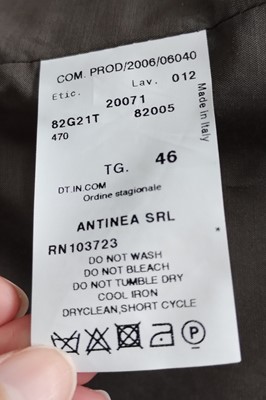 COM. PROD/2006/06040
Etic. Lav. 012
20071
82G21T 82005
470
Made in Italy
TG. 46
DT.IN.COM
Ordine stagionale
ANTINEA SRL
RN103723
DO NOT WASH
DO NOT BLEACH
DO NOT TUMBLE DRY
COOL IRON
DRYCLEAN,SHORT CYCLE
P